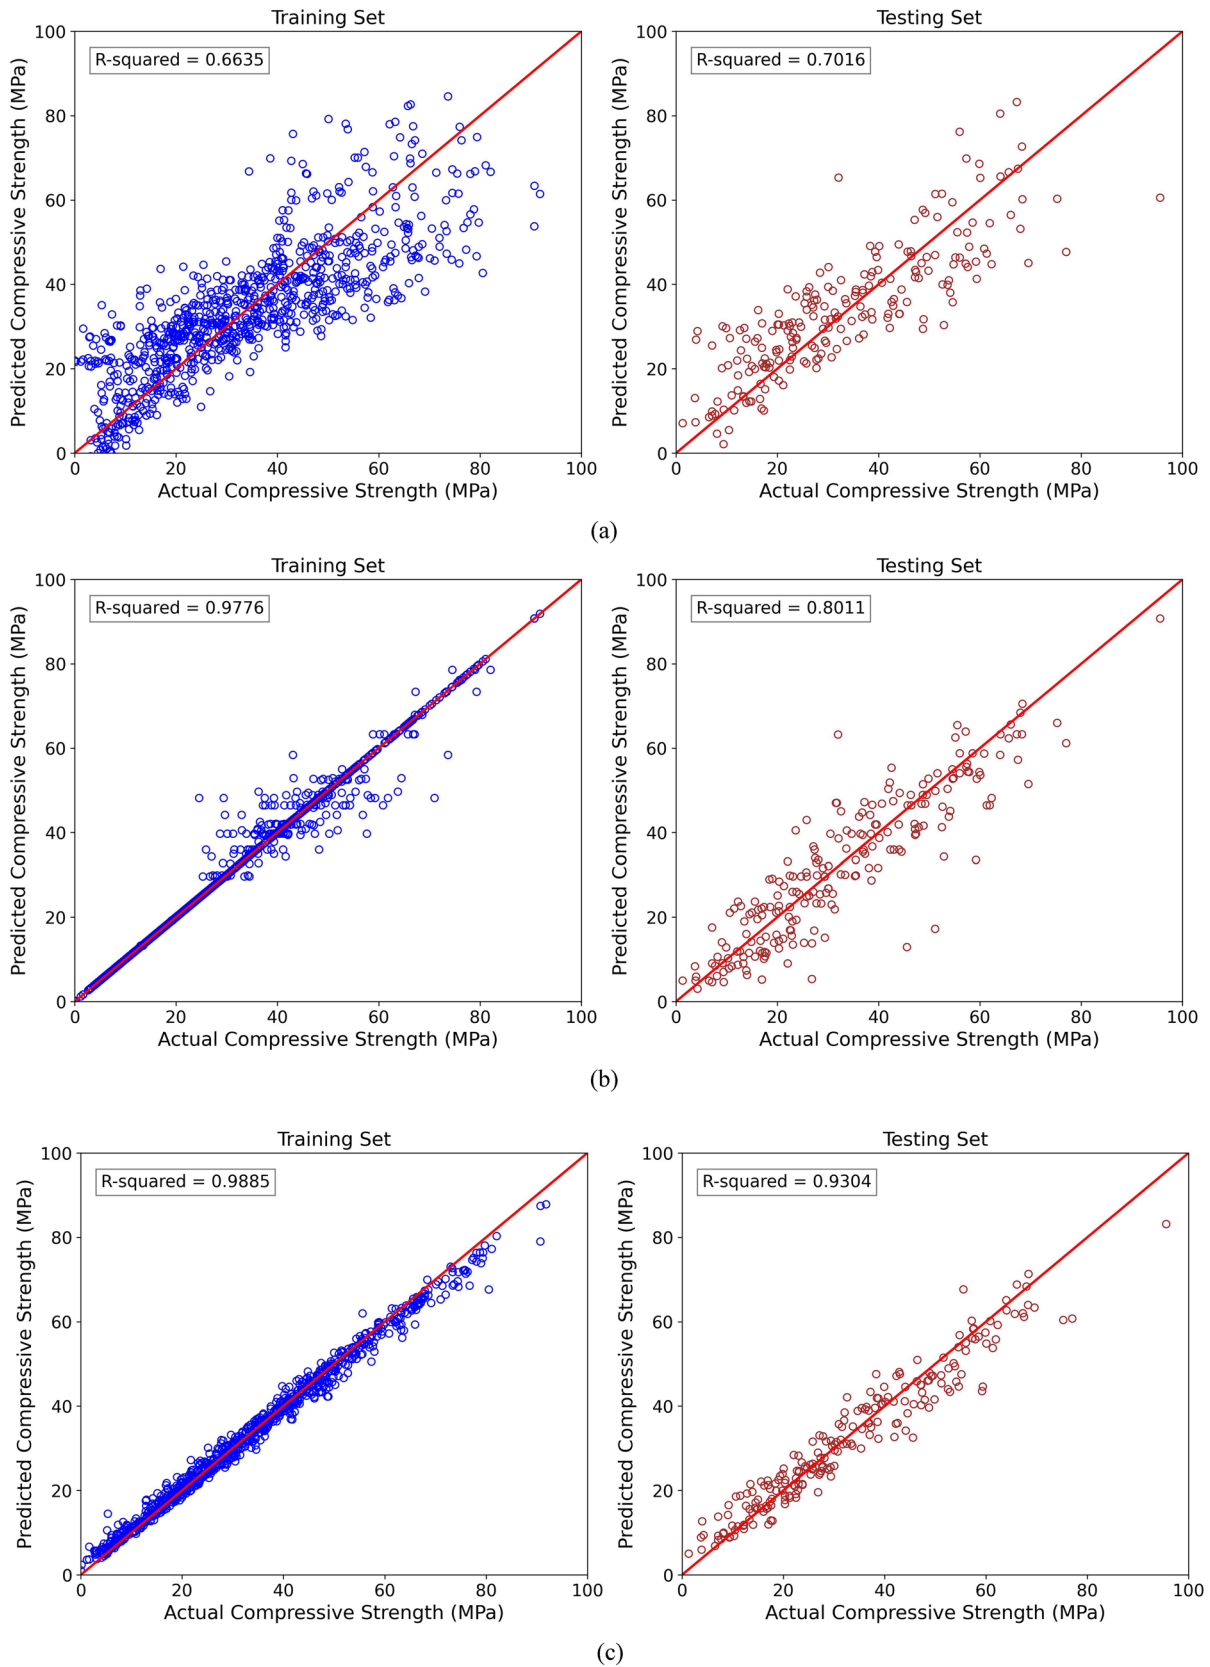 Training Set
R-squared = 0.6635
Predicted Compressive Strength (MPa)
100
80
60
40
20
0
0 20 40 60 80 100
Actual Compressive Strength (MPa)
Testing Set
R-squared = 0.7016
Predicted Compressive Strength (MPa)
100
80
60
40
20
0
0 20 40 60 80 100
Actual Compressive Strength (MPa)
(a)
Training Set
R-squared = 0.9776
Predicted Compressive Strength (MPa)
100
80
60
40
20
0
0 20 40 60 80 100
Actual Compressive Strength (MPa)
Testing Set
R-squared = 0.8011
Predicted Compressive Strength (MPa)
100
80
60
40
20
0
0 20 40 60 80 100
Actual Compressive Strength (MPa)
(b)
Training Set
R-squared = 0.9885
Predicted Compressive Strength (MPa)
100
80
60
40
20
0
0 20 40 60 80 100
Actual Compressive Strength (MPa)
Testing Set
R-squared = 0.9304
Predicted Compressive Strength (MPa)
100
80
60
40
20
0
0 20 40 60 80 100
Actual Compressive Strength (MPa)
(c)